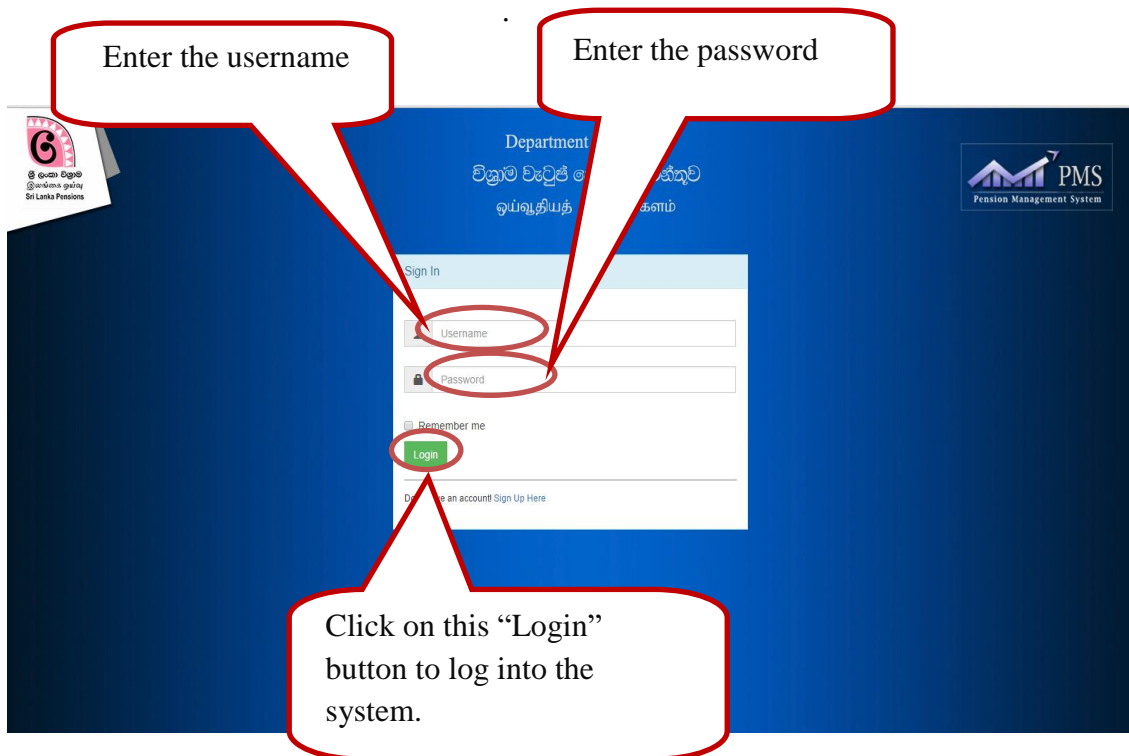 .
Enter the username
Enter the password
ශ්‍රී ලංකා විශ්‍රාම
இலங்கை ஓய்வு
Sri Lanka Pensions
Department
විශ්‍රාම වැටුප්
ஓய்வூதியத்
களம்
PMS
Pension Management System
Sign In
Username
Password
Remember me
Login
an account! Sign Up Here
Click on this “Login”
button to log into the
system.